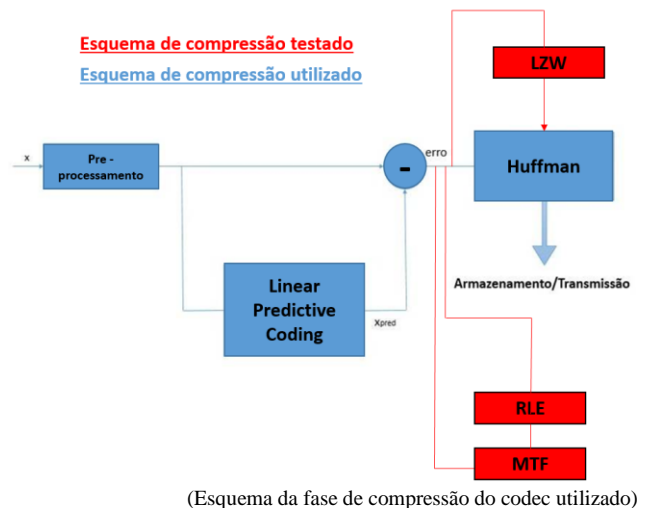 Esquema de compressão testado
Esquema de compressão utilizado
LZW
x
Pre -
processamento
-
erro
Huffman
Armazenamento/Transmissão
Linear
Predictive
Coding
Xpred
RLE
MTF
(Esquema da fase de compressão do codec utilizado)